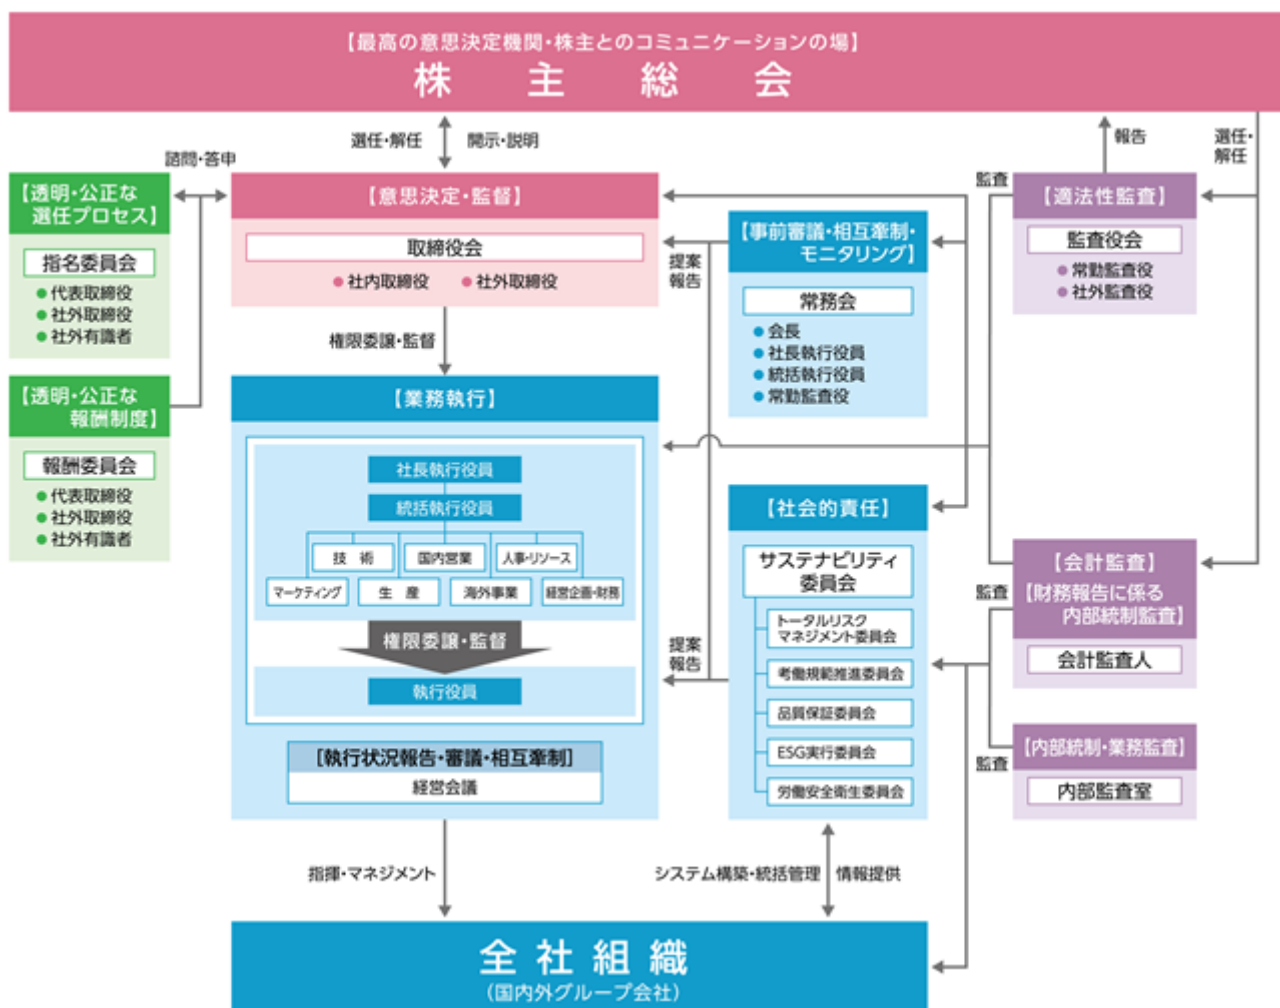 【最高の意思決定機関・株主とのコミュニケーションの場】
株主総会
選任・解任
開示・説明
報告
選任・
解任
諮問・答申
【透明・公正な
選任プロセス】
指名委員会
●代表取締役
●社外取締役
●社外有識者
【透明・公正な
報酬制度】
報酬委員会
●代表取締役
●社外取締役
●社外有識者
【意思決定・監督】
取締役会
●社内取締役 ●社外取締役
権限委譲・監督
【業務執行】
社長執行役員
統括執行役員
技術
国内営業
人事・リソース
マーケティング
生産
海外事業
経営企画・財務
権限委譲・監督
執行役員
［執行状況報告・審議・相互牽制］
経営会議
提案
報告
【事前審議・相互牽制・
モニタリング】
常務会
●会長
●社長執行役員
●統括執行役員
●常勤監査役
提案
報告
【社会的責任】
サステナビリティ
委員会
トータルリスク
マネジメント委員会
考働規範推進委員会
品質保証委員会
ESG実行委員会
労働安全衛生委員会
監査
【適法性監査】
監査役会
●常勤監査役
●社外監査役
監査
【会計監査】
【財務報告に係る
内部統制監査】
会計監査人
監査
【内部統制・業務監査】
内部監査室
指揮・マネジメント
システム構築・統括管理
情報提供
全社組織
（国内外グループ会社）